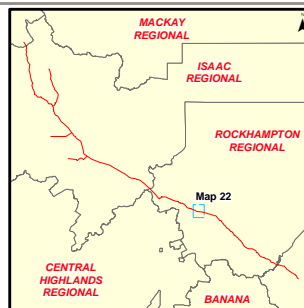 MACKAY
REGIONAL
ISAAC
REGIONAL
ROCKHAMPTON
REGIONAL
Map 22
CENTRAL
HIGHLANDS
REGIONAL
BANANA